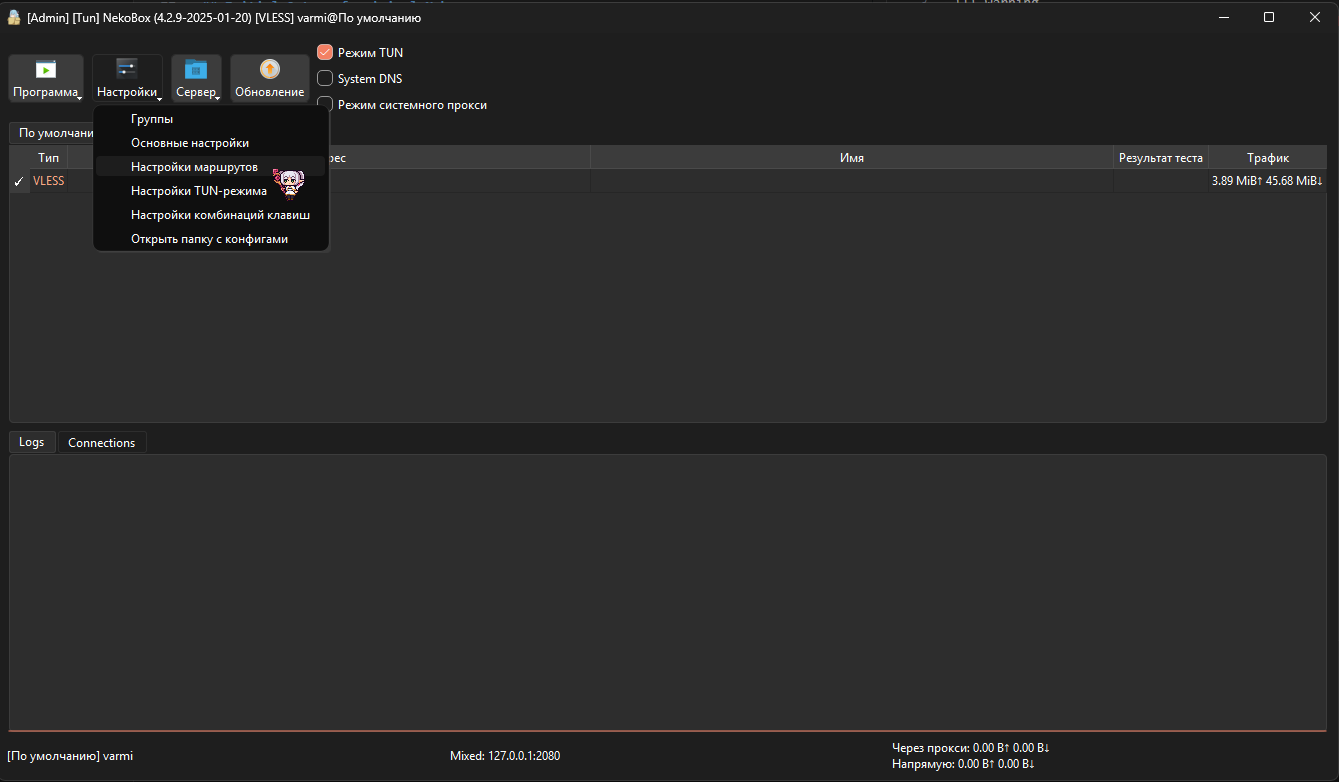 [Admin] [Tun] NekoBox (4.2.9-2025-01-20) [VLESS] varmi@По умолчанию
Режим TUN
System DNS
Режим системного прокси
Программа
Настройки
Сервер
Обновление
Группы
Основные настройки
Настройки маршрутов
Настройки TUN-режима
Настройки комбинаций клавиш
Открыть папку с конфигами
По умолчани
Тип
рес
Имя
Результат теста
Трафик
✓ VLESS
3.89 MiB↑ 45.68 MiB↓
Logs
Connections
[По умолчанию] varmi
Mixed: 127.0.0.1:2080
Через прокси: 0.00 B↑ 0.00 B↓
Напрямую: 0.00 B↑ 0.00 B↓